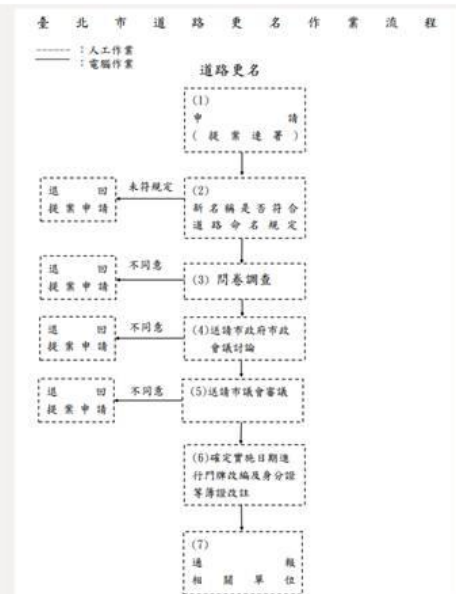 臺北市道路更名作業流程
：人工作業
：電腦作業
道路更名
(1)
申請
(提案連署)
未符規定
退回
提案申請
(2)
新名稱是否符合
道路命名規定
不同意
退回
提案申請
(3) 問卷調查
不同意
退回
提案申請
(4)送請市政府市政
會議討論
不同意
退回
提案申請
(5)送請市議會審議
(6)確定實施日期進
行門牌改編及身分證
等簿證改註
(7)
通報
相關單位